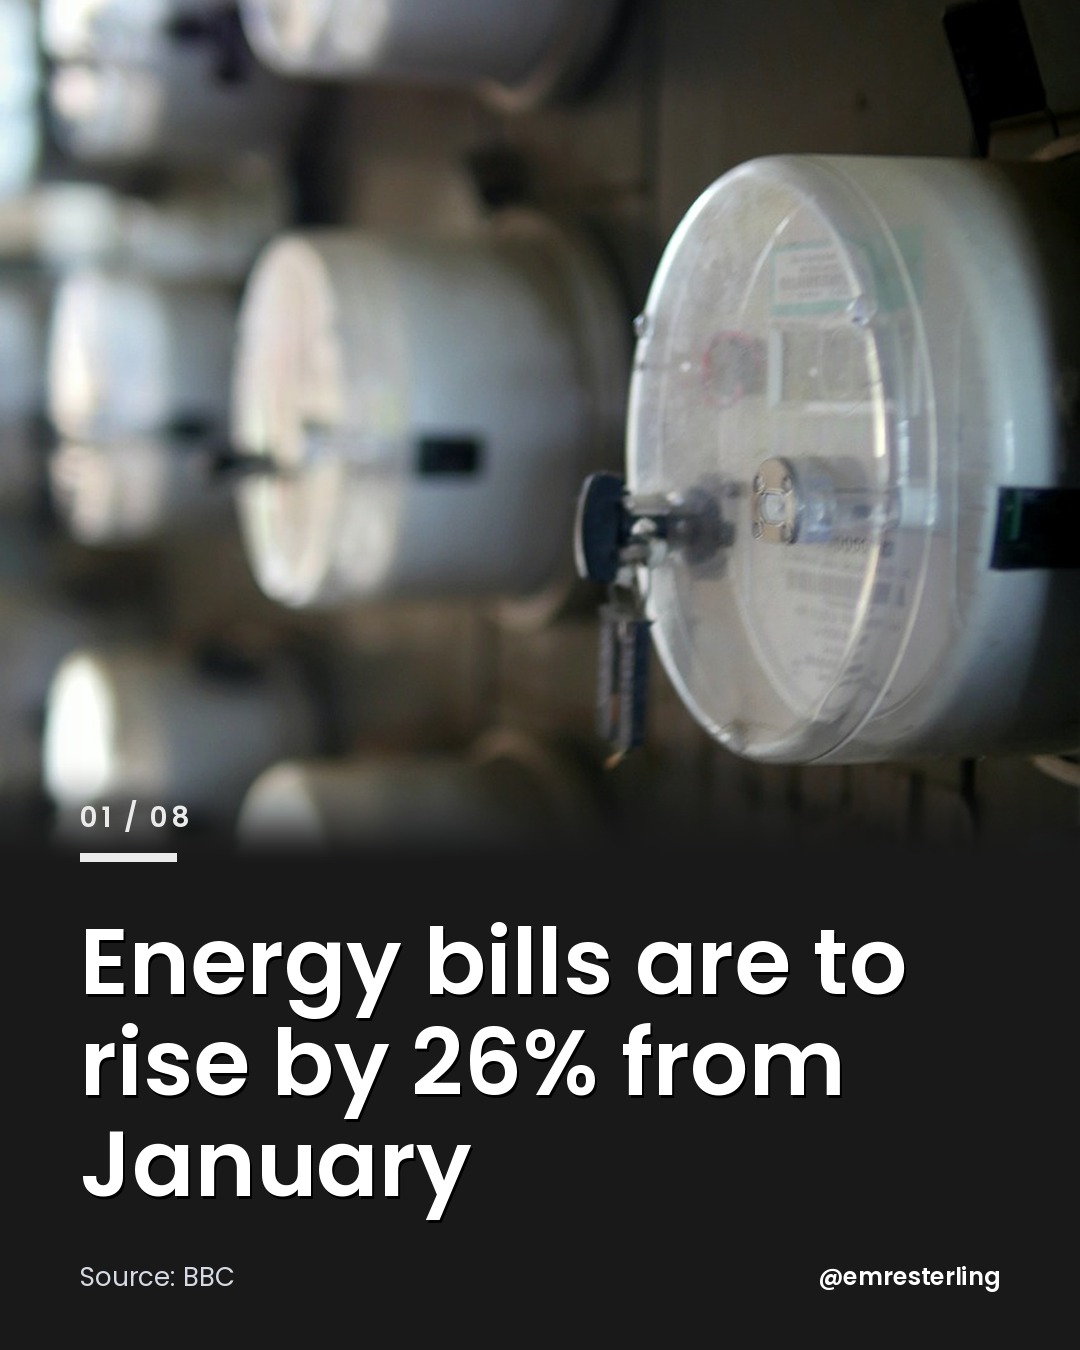 01 / 08
Energy bills are to
rise by 26% from
January
Source: BBC
@emresterling